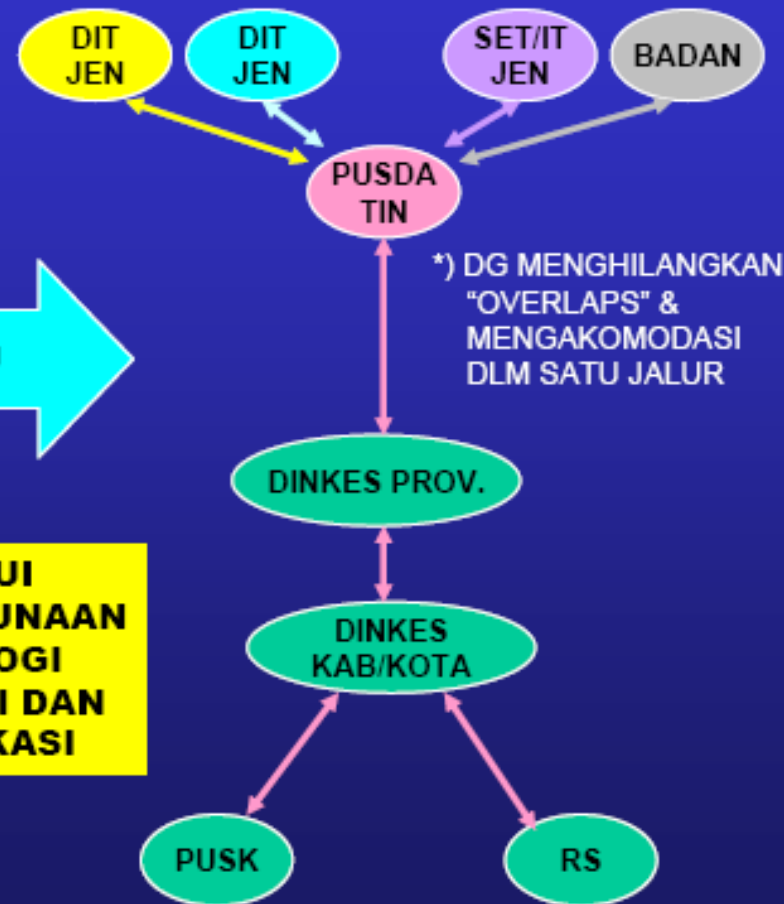 DIT
JEN
DIT
JEN
SET/IT
JEN
BADAN
PUSDA
TIN
*) DG MENGHILANGKAN
"OVERLAPS" &
MENGAKOMODASI
DLM SATU JALUR
DINKES PROV.
UI
UNAAN
OGI
I DAN
KASI
DINKES
KAB/KOTA
PUSK
RS